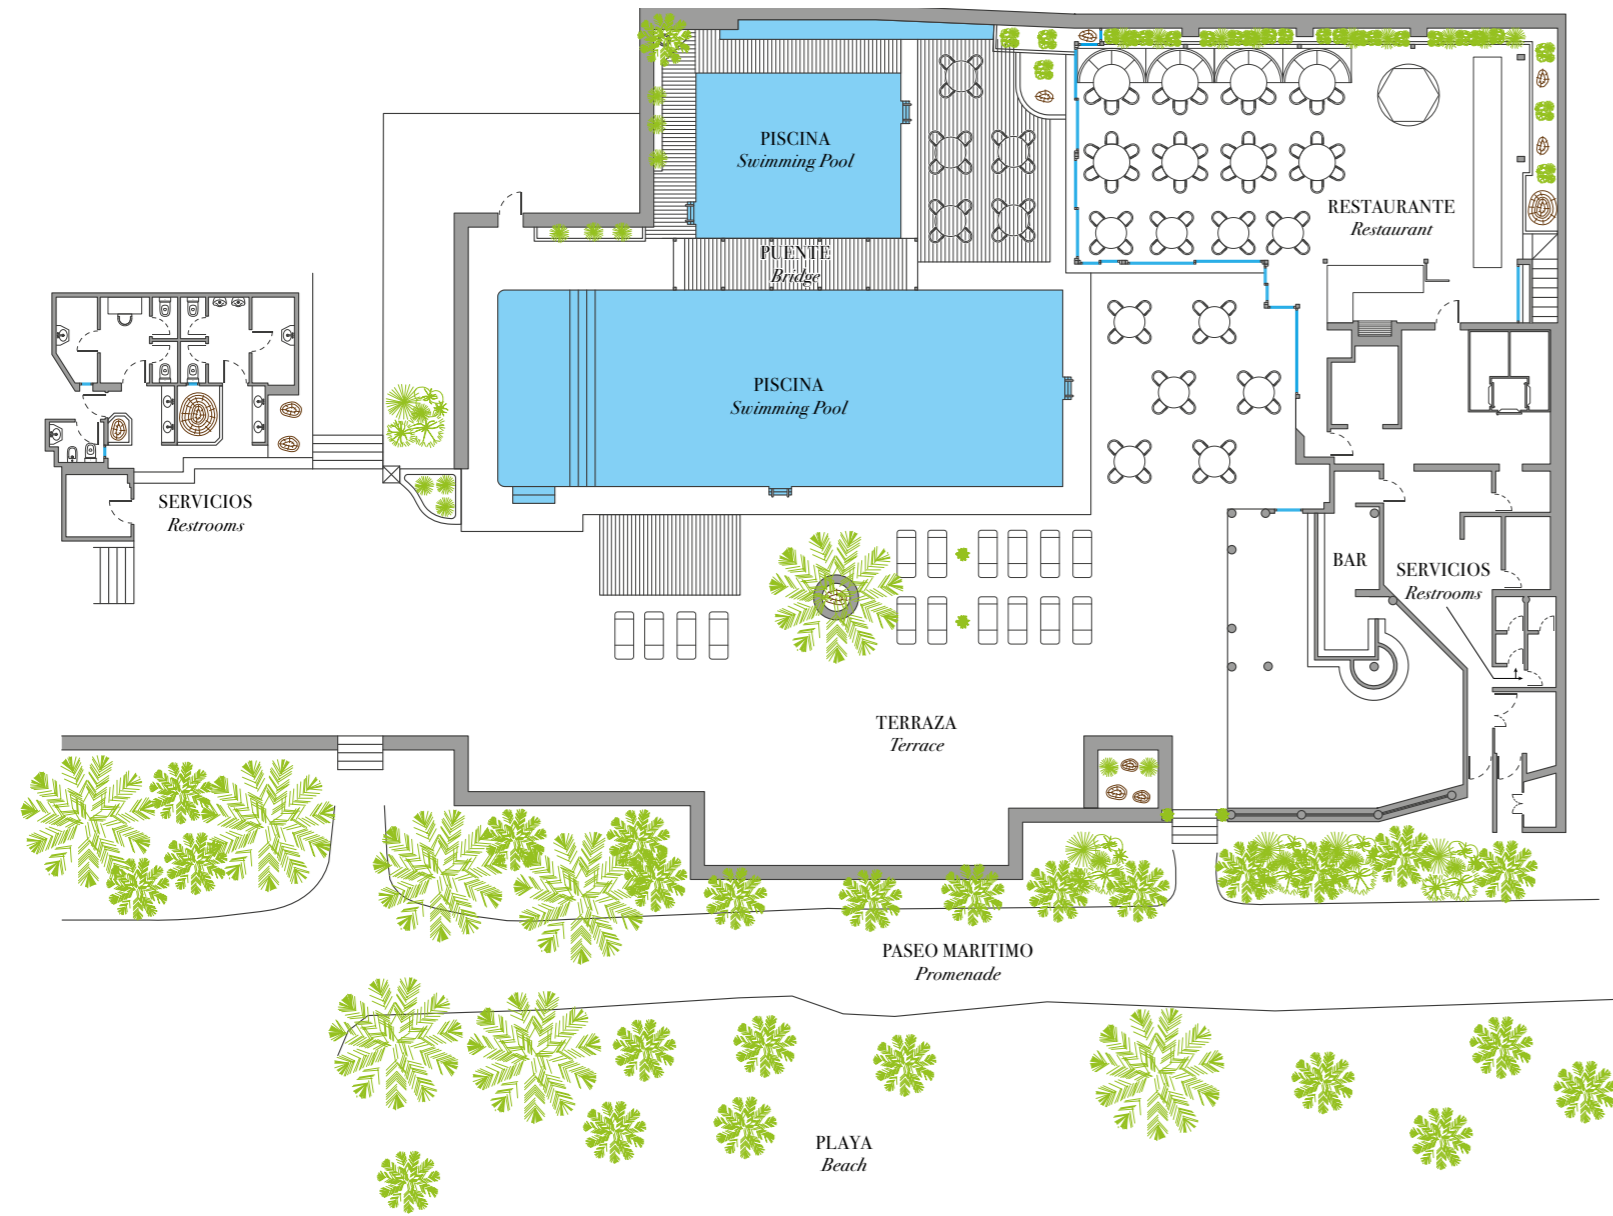 PISCINA
Swimming Pool
RESTAURANTE
Restaurant
PUENTE
Bridge
PISCINA
Swimming Pool
SERVICIOS
Restrooms
BAR
SERVICIOS
Restrooms
TERRAZA
Terrace
PASEO MARITIMO
Promenade
PLAYA
Beach